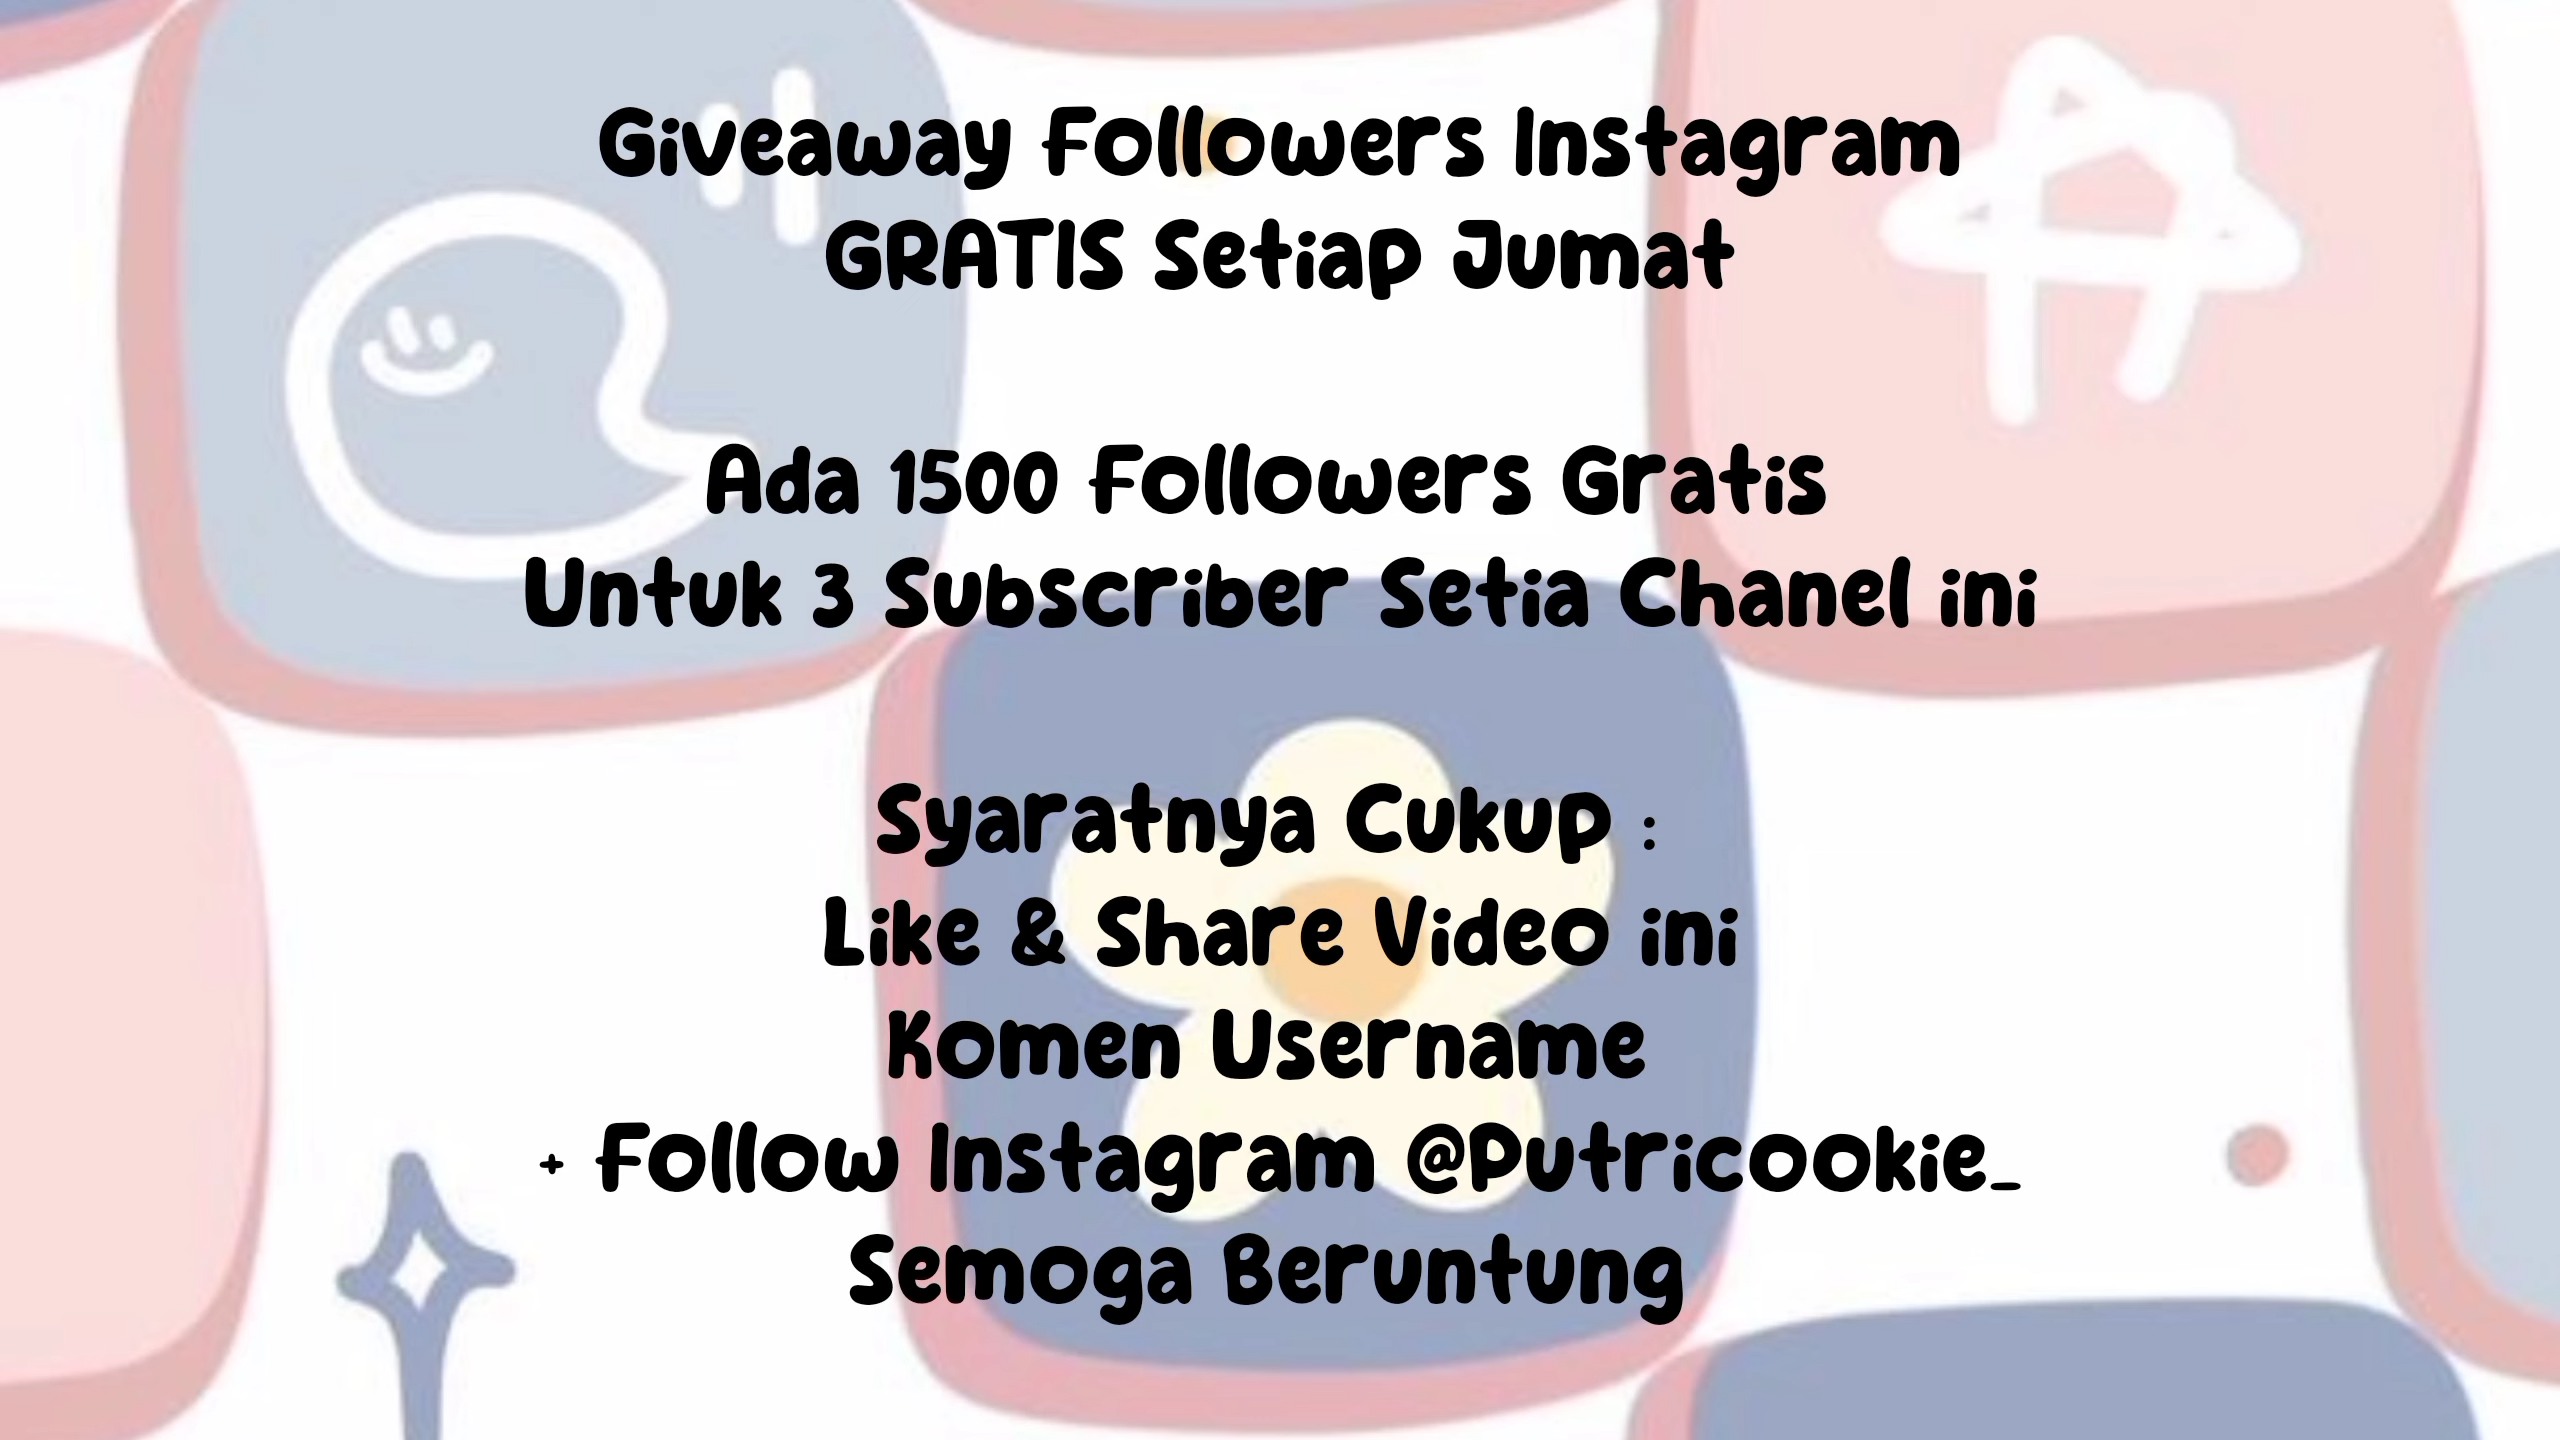 Giveaway Followers Instagram
GRATIS Setiap Jumat
Ada 1500 Followers Gratis
Untuk 3 Subscriber Setia Chanel ini
Syaratnya Cukup :
Like & Share Video ini
Komen Username
+ Follow Instagram @Putricookie_
Semoga Beruntung